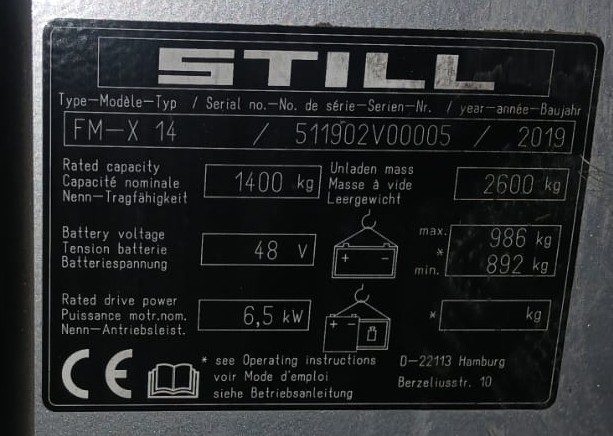 STILL
Type-Modèle-Typ / Serial no.-No. de série-Serien-Nr. / year-année-Baujahr
FM-X 14 / 511902V00005 / 2019
Rated capacity
Capacité nominale
Nenn-Tragfähigkeit
1400 kg
Unladen mass
Masse à vide
Leergewicht
2600 kg
Battery voltage
Tension batterie
Batteriespannung
48 V
+ -
max. 986 kg
*
min. 892 kg
Rated drive power
Puissance motr.nom.
Nenn-Antriebsleist.
6,5 kW
+ -
* kg
CE
* see Operating instructions
voir Mode d'emploi
siehe Betriebsanleitung
D-22113 Hamburg
Berzeliusstr. 10